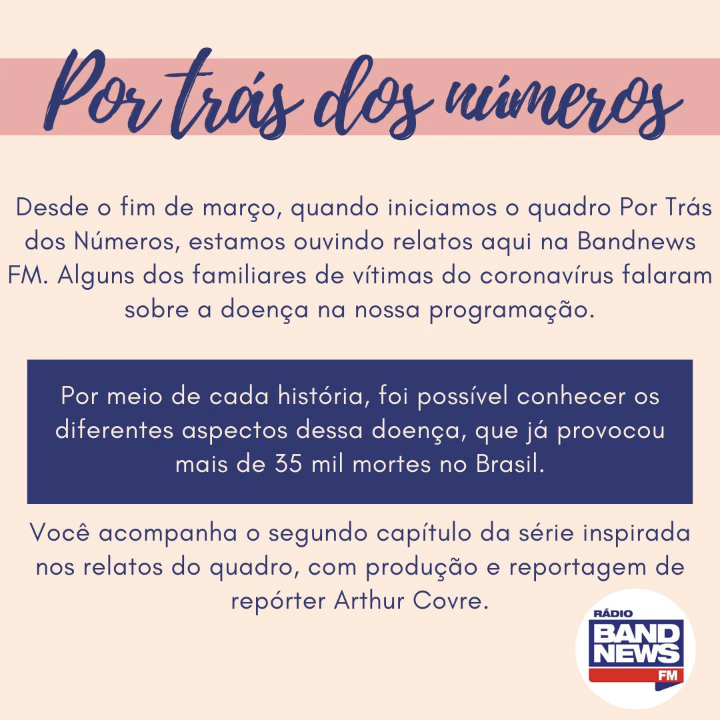 Por trás dos números
Desde o fim de março, quando iniciamos o quadro Por Trás
dos Números, estamos ouvindo relatos aqui na Bandnews
FM. Alguns dos familiares de vítimas do coronavírus falaram
sobre a doença na nossa programação.
Por meio de cada história, foi possível conhecer os
diferentes aspectos dessa doença, que já provocou
mais de 35 mil mortes no Brasil.
Você acompanha o segundo capítulo da série inspirada
nos relatos do quadro, com produção e reportagem de
repórter Arthur Covre.
RÁDIO
BAND
NEWS
FM